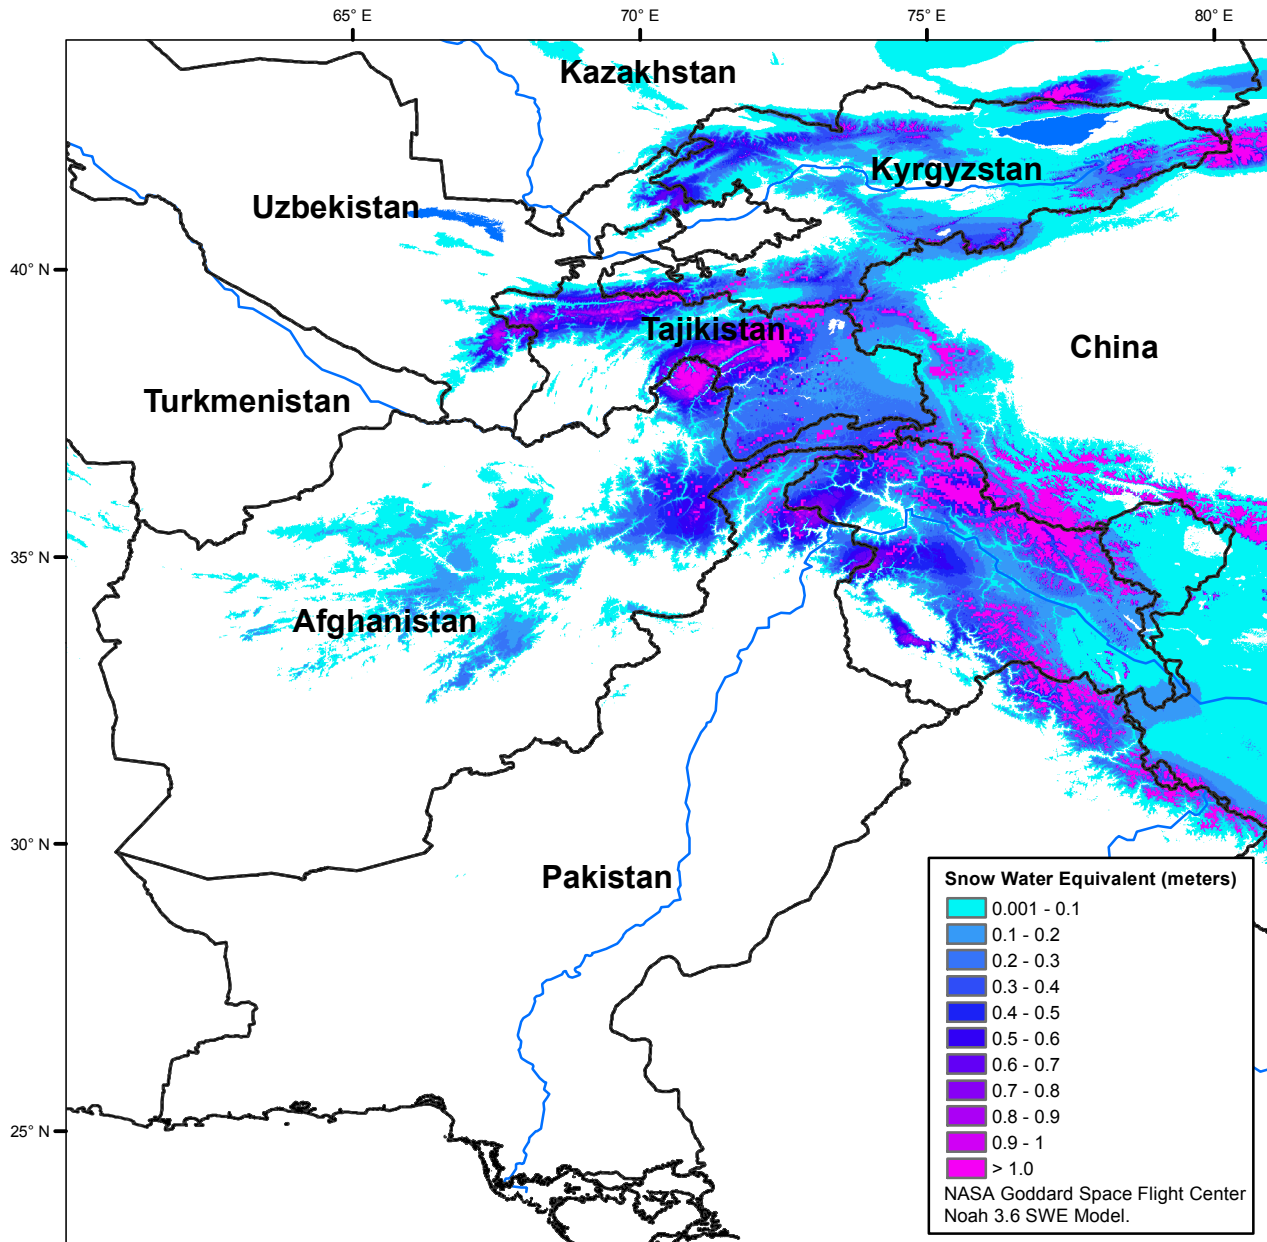 65° E
70° E
75° E
80° E
Kazakhstan
Kyrgyzstan
Uzbekistan
40° N
Tajikistan
China
Turkmenistan
35° N
Afghanistan
30° N
Pakistan
25° N
Snow Water Equivalent (meters)
0.001 - 0.1
0.1 - 0.2
0.2 - 0.3
0.3 - 0.4
0.4 - 0.5
0.5 - 0.6
0.6 - 0.7
0.7 - 0.8
0.8 - 0.9
0.9 - 1
> 1.0
NASA Goddard Space Flight Center
Noah 3.6 SWE Model.